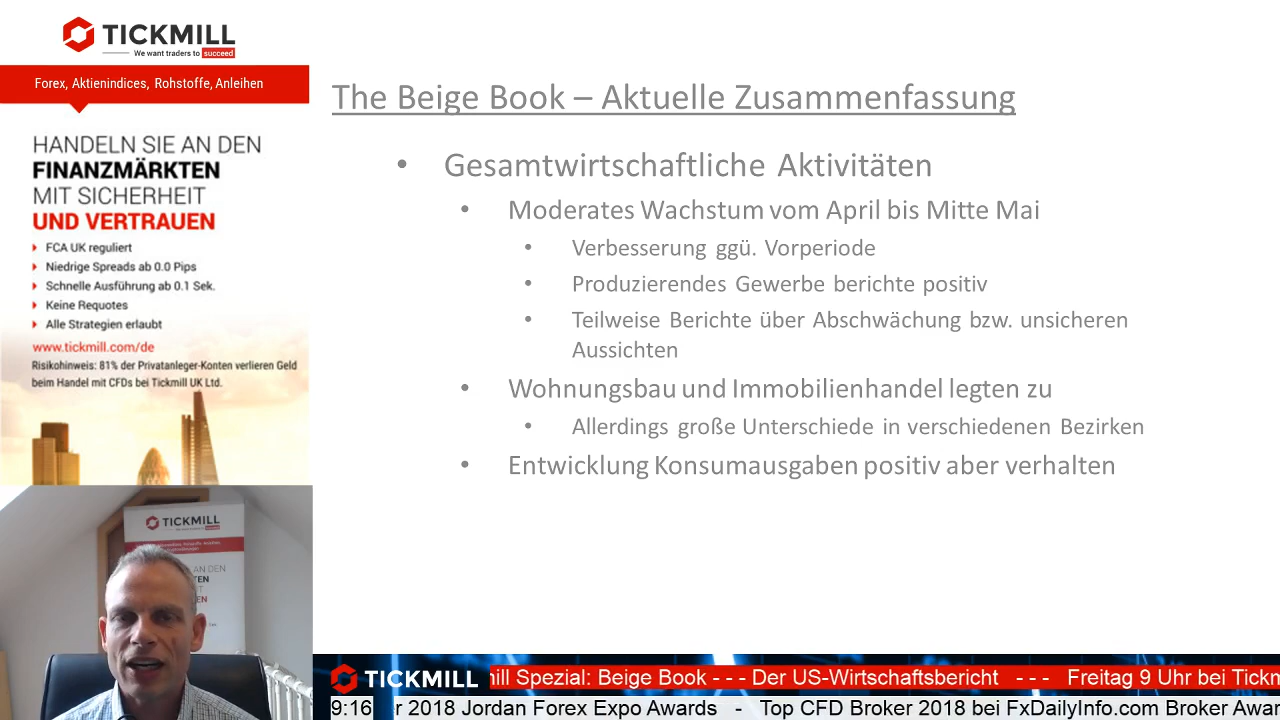 TICKMILL
We want traders to succeed
Forex, Aktienindices, Rohstoffe, Anleihen
HANDELN SIE AN DEN
FINANZMÄRKTEN
MIT SICHERHEIT
UND VERTRAUEN
FCA UK reguliert
Niedrige Spreads ab 0.0 Pips
Schnelle Ausführung ab 0.1 Sek.
Keine Requotes
Alle Strategien erlaubt
www.tickmill.com/de
Risikohinweis: 81% der Privatanleger-Konten verlieren Geld
beim Handel mit CFDs bei Tickmill UK Ltd.
The Beige Book – Aktuelle Zusammenfassung
• Gesamtwirtschaftliche Aktivitäten
• Moderates Wachstum vom April bis Mitte Mai
• Verbesserung ggü. Vorperiode
• Produzierendes Gewerbe berichte positiv
• Teilweise Berichte über Abschwächung bzw. unsicheren
Aussichten
• Wohnungsbau und Immobilienhandel legten zu
• Allerdings große Unterschiede in verschiedenen Bezirken
• Entwicklung Konsumausgaben positiv aber verhalten
TICKMILL
AN DEN
TICKMILL
ill Spezial: Beige Book - - - Der US-Wirtschaftsbericht - - - Freitag 9 Uhr bei Tickn
9:16 r 2018 Jordan Forex Expo Awards - Top CFD Broker 2018 bei FxDailyInfo.com Broker Awar